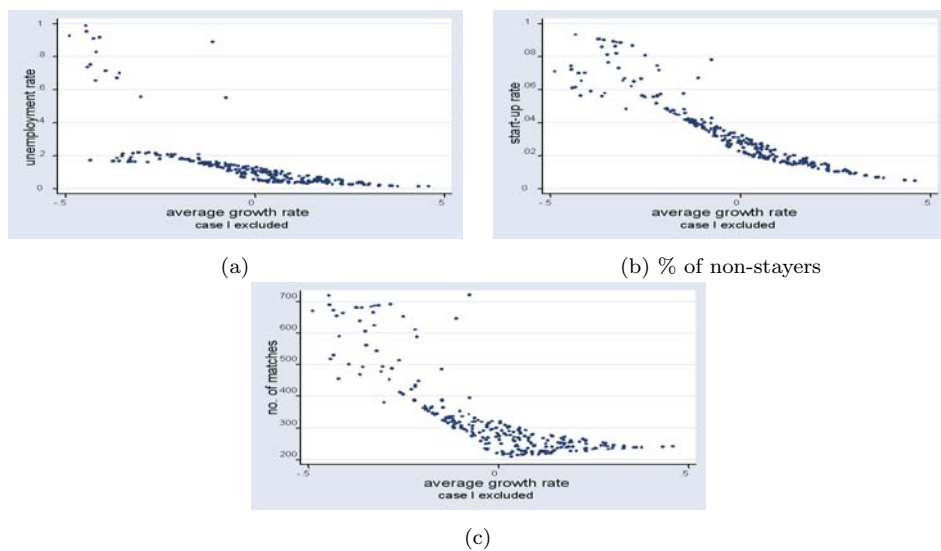 1
.8
.6
.4
.2
0
unemployment rate
-.5
0
.5
average growth rate
case I excluded
(a)
.1
.08
.06
.04
.02
0
start-up rate
-.5
0
.5
average growth rate
case I excluded
(b) % of non-stayers
700
600
500
400
300
200
no. of matches
-.5
0
.5
average growth rate
case I excluded
(c)